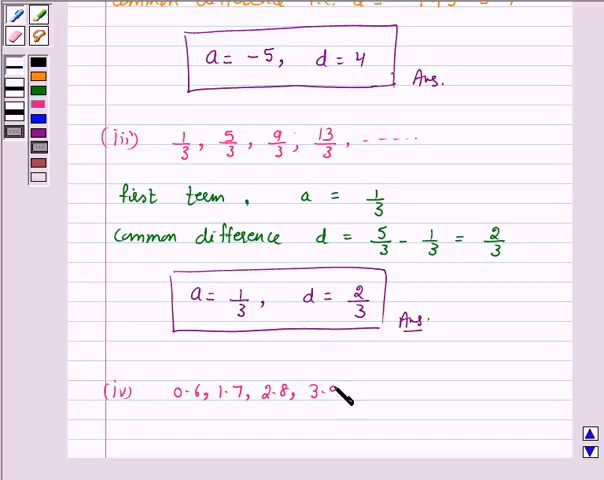 a = -5, d = 4
Ans.
(iii) 1/3, 5/3, 9/3, 13/3, ------
first term, a = 1/3
common difference d = 5/3 - 1/3 = 2/3
a = 1/3, d = 2/3
Ans.
(iv) 0.6, 1.7, 2.8, 3.